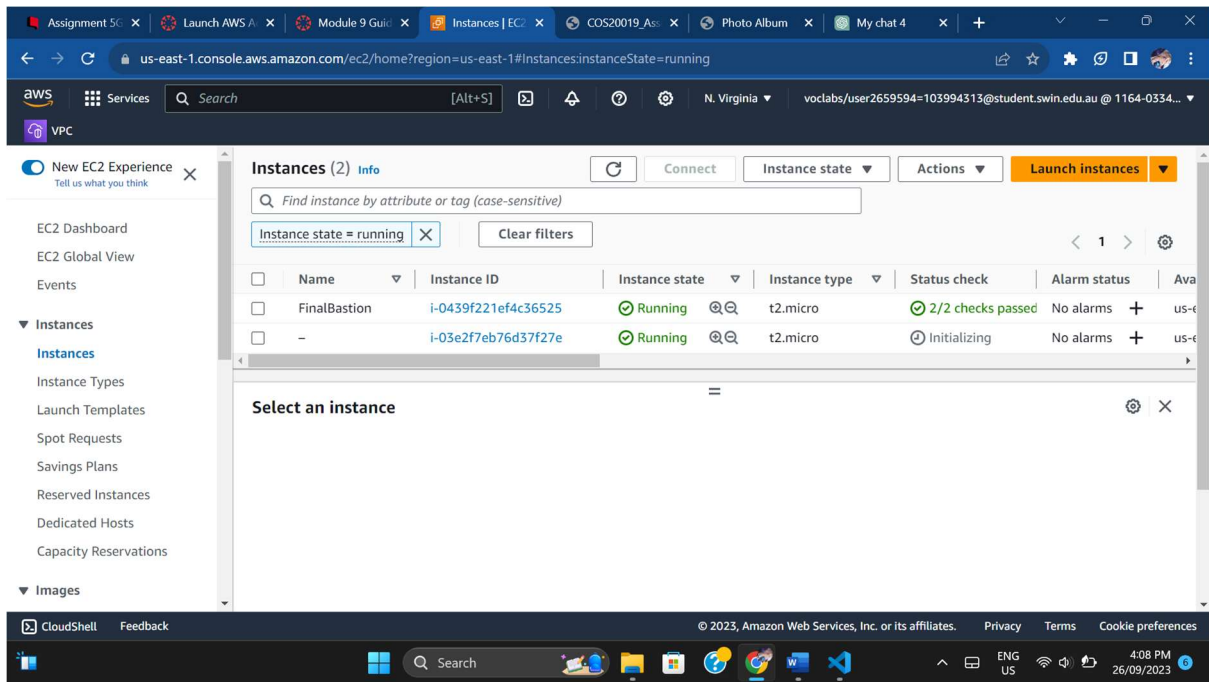 Assignment 5G
Launch AWS A
Module 9 Guid
Instances | EC2
COS20019_Ass
Photo Album
My chat 4
us-east-1.console.aws.amazon.com/ec2/home?region=us-east-1#Instances:instanceState=running
aws
Services
Search
[Alt+S]
N. Virginia
voclabs/user2659594=103994313@student.swin.edu.au @ 1164-0334...
VPC
New EC2 Experience
Tell us what you think
EC2 Dashboard
EC2 Global View
Events
Instances
Instances
Instance Types
Launch Templates
Spot Requests
Savings Plans
Reserved Instances
Dedicated Hosts
Capacity Reservations
Images
Instances (2) Info
Connect
Instance state
Actions
Launch instances
Find instance by attribute or tag (case-sensitive)
Instance state = running
Clear filters
1
Name Instance ID Instance state Instance type Status check Alarm status Ava
FinalBastion i-0439f221ef4c36525 Running t2.micro 2/2 checks passed No alarms + us-e
– i-03e2f7eb76d37f27e Running t2.micro Initializing No alarms + us-e
Select an instance
CloudShell Feedback © 2023, Amazon Web Services, Inc. or its affiliates. Privacy Terms Cookie preferences
Search
ENG
US
4:08 PM
26/09/2023
6